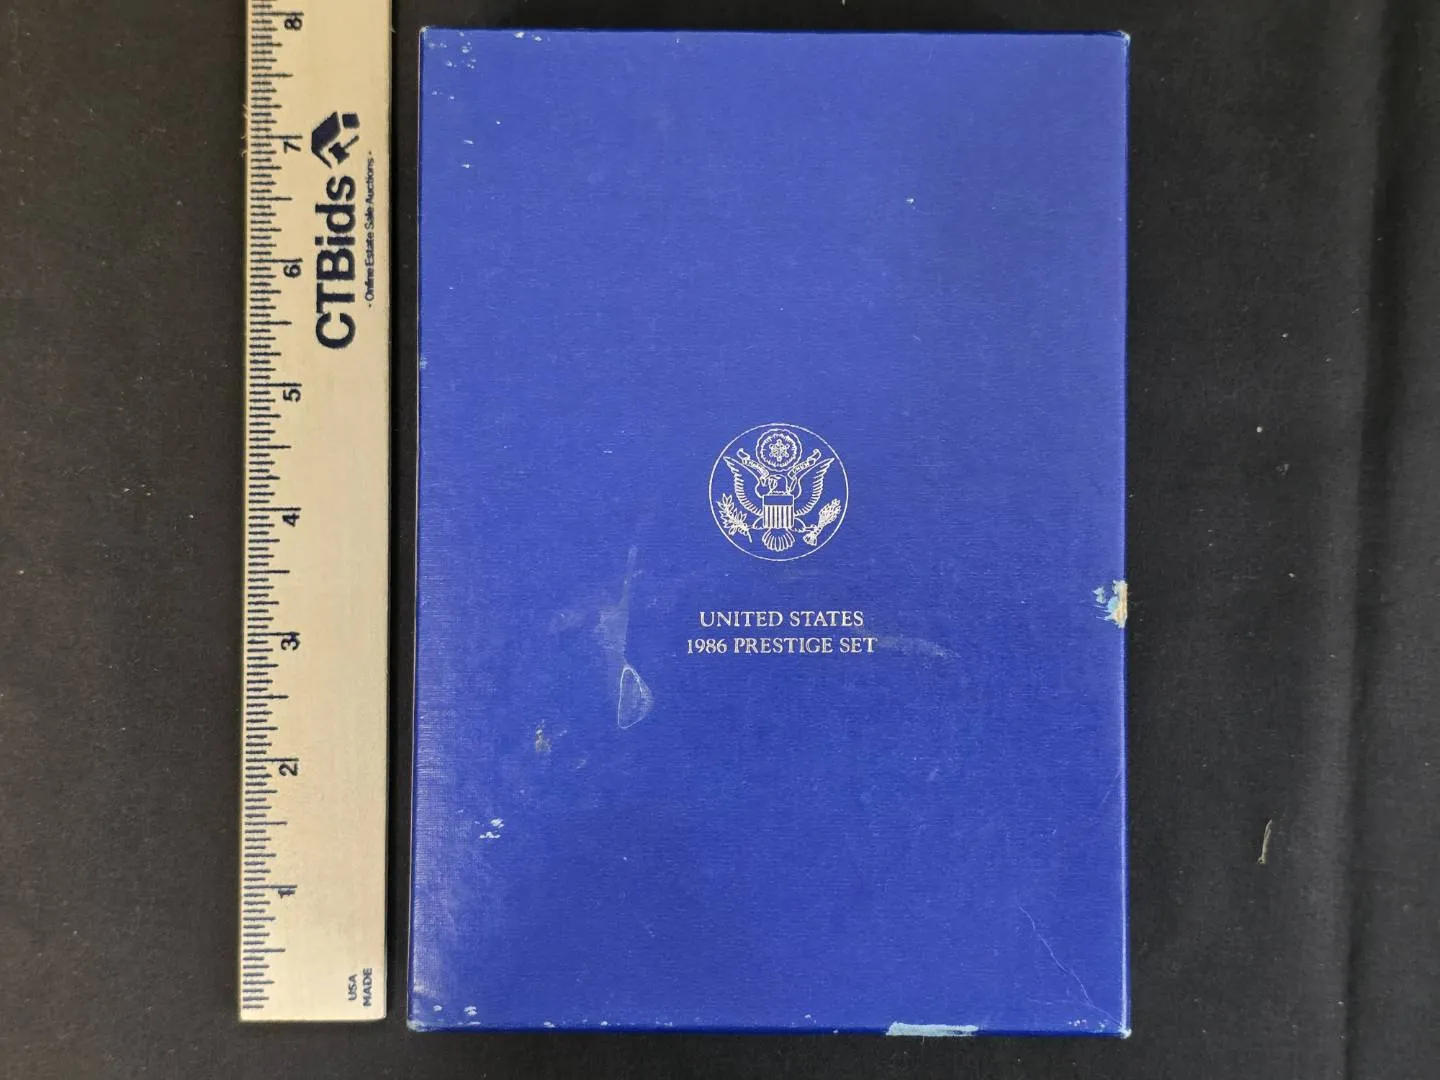 8
7
6
5
4
3
2
1
CTBids
- Online Estate Sale Auctions -
USA
MADE
UNITED STATES
1986 PRESTIGE SET